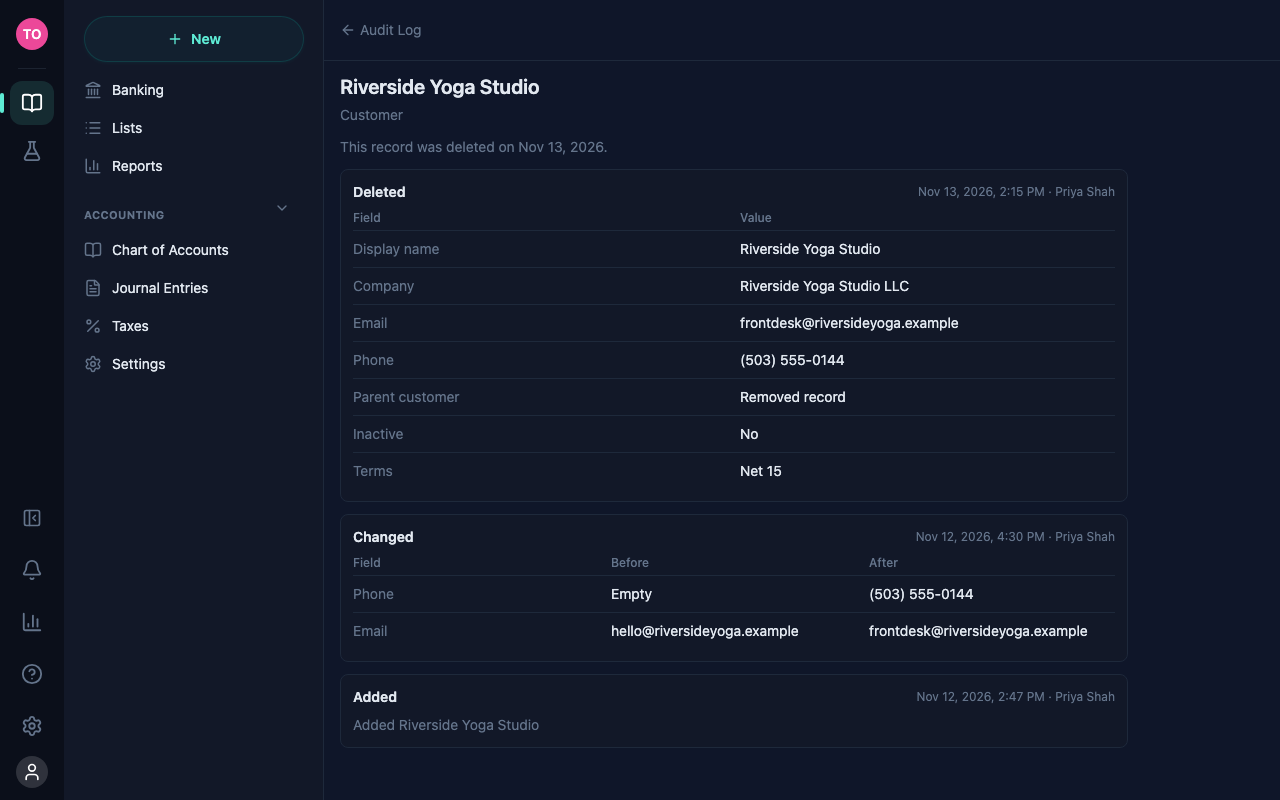 TO
+ New
Banking
Lists
Reports
ACCOUNTING
Chart of Accounts
Journal Entries
Taxes
Settings
← Audit Log
Riverside Yoga Studio
Customer
This record was deleted on Nov 13, 2026.
Deleted Nov 13, 2026, 2:15 PM · Priya Shah
Field Value
Display name Riverside Yoga Studio
Company Riverside Yoga Studio LLC
Email frontdesk@riversideyoga.example
Phone (503) 555-0144
Parent customer Removed record
Inactive No
Terms Net 15
Changed Nov 12, 2026, 4:30 PM · Priya Shah
Field Before After
Phone Empty (503) 555-0144
Email hello@riversideyoga.example frontdesk@riversideyoga.example
Added Nov 12, 2026, 2:47 PM · Priya Shah
Added Riverside Yoga Studio